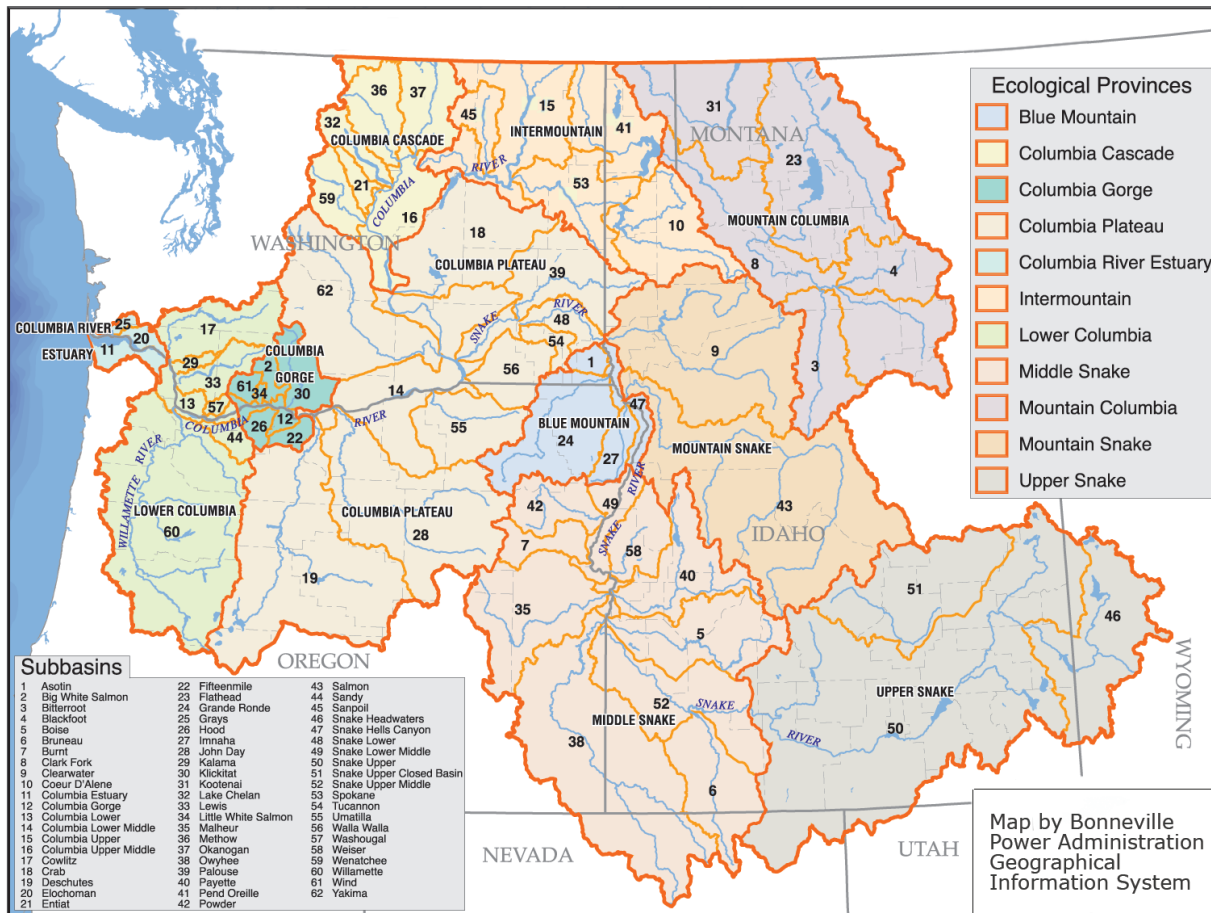 36
37
15
31
32
45
COLUMBIA CASCADE
INTERMOUNTAIN
41
MONTANA
23
RIVER
21
53
59
COLUMBIA
16
10
MOUNTAIN COLUMBIA
18
WASHINGTON
COLUMBIA PLATEAU
8
4
39
62
25
COLUMBIA RIVER
20
17
SNAKE
RIVER
48
ESTUARY
11
COLUMBIA
54
9
29
2
GORGE
56
1
3
33
61
34
30
14
13
57
47
COLUMBIA
26
12
RIVER
BLUE MOUNTAIN
44
22
55
24
27
MOUNTAIN SNAKE
WILLAMETTE RIVER
RIVER
LOWER COLUMBIA
COLUMBIA PLATEAU
42
49
43
60
28
SNAKE
IDAHO
7
58
19
40
51
35
46
5
OREGON
WYOMING
UPPER SNAKE
52
SNAKE
MIDDLE SNAKE
38
RIVER
50
6
NEVADA
UTAH
Ecological Provinces
Blue Mountain
Columbia Cascade
Columbia Gorge
Columbia Plateau
Columbia River Estuary
Intermountain
Lower Columbia
Middle Snake
Mountain Columbia
Mountain Snake
Upper Snake
Subbasins
1 Asotin
2 Big White Salmon
3 Bitterroot
4 Blackfoot
5 Boise
6 Bruneau
7 Burnt
8 Clark Fork
9 Clearwater
10 Coeur D'Alene
11 Columbia Estuary
12 Columbia Gorge
13 Columbia Lower
14 Columbia Lower Middle
15 Columbia Upper
16 Columbia Upper Middle
17 Cowlitz
18 Crab
19 Deschutes
20 Elochoman
21 Entiat
22 Fifteenmile
23 Flathead
24 Grande Ronde
25 Grays
26 Hood
27 Imnaha
28 John Day
29 Kalama
30 Klickitat
31 Kootenai
32 Lake Chelan
33 Lewis
34 Little White Salmon
35 Malheur
36 Methow
37 Okanogan
38 Owyhee
39 Palouse
40 Payette
41 Pend Oreille
42 Powder
43 Salmon
44 Sandy
45 Sanpoil
46 Snake Headwaters
47 Snake Hells Canyon
48 Snake Lower
49 Snake Lower Middle
50 Snake Upper
51 Snake Upper Closed Basin
52 Snake Upper Middle
53 Spokane
54 Tucannon
55 Umatilla
56 Walla Walla
57 Washougal
58 Weiser
59 Wenatchee
60 Willamette
61 Wind
62 Yakima
Map by Bonneville
Power Administration
Geographical
Information System